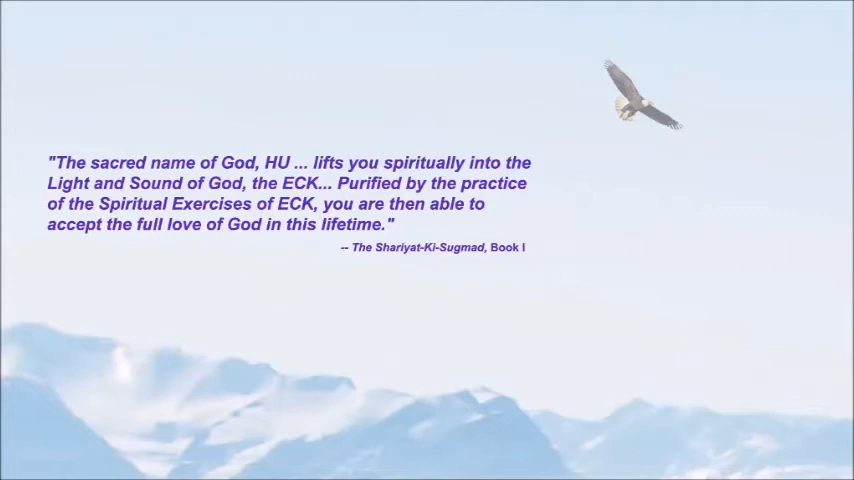 "The sacred name of God, HU ... lifts you spiritually into the
Light and Sound of God, the ECK... Purified by the practice
of the Spiritual Exercises of ECK, you are then able to
accept the full love of God in this lifetime."
-- The Shariyat-Ki-Sugmad, Book I